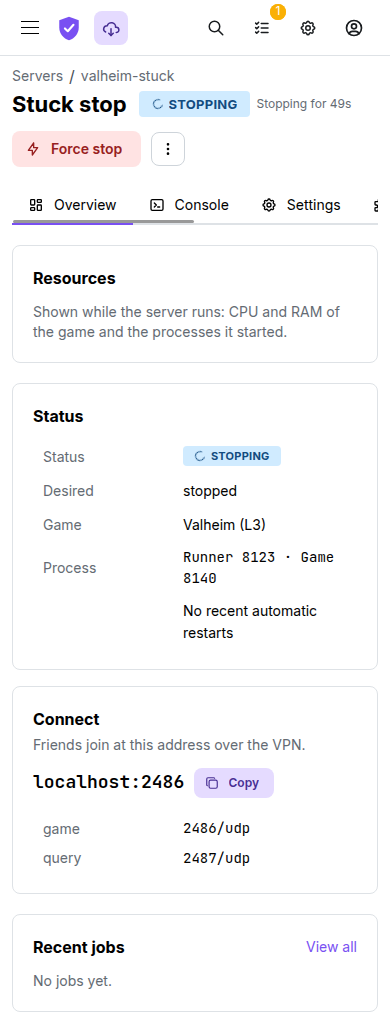 1
Servers / valheim-stuck
Stuck stop STOPPING Stopping for 49s
Force stop
Overview Console Settings
Resources
Shown while the server runs: CPU and RAM of
the game and the processes it started.
Status
Status STOPPING
Desired stopped
Game Valheim (L3)
Process Runner 8123 · Game
8140
No recent automatic
restarts
Connect
Friends join at this address over the VPN.
localhost:2486 Copy
game 2486/udp
query 2487/udp
Recent jobs View all
No jobs yet.